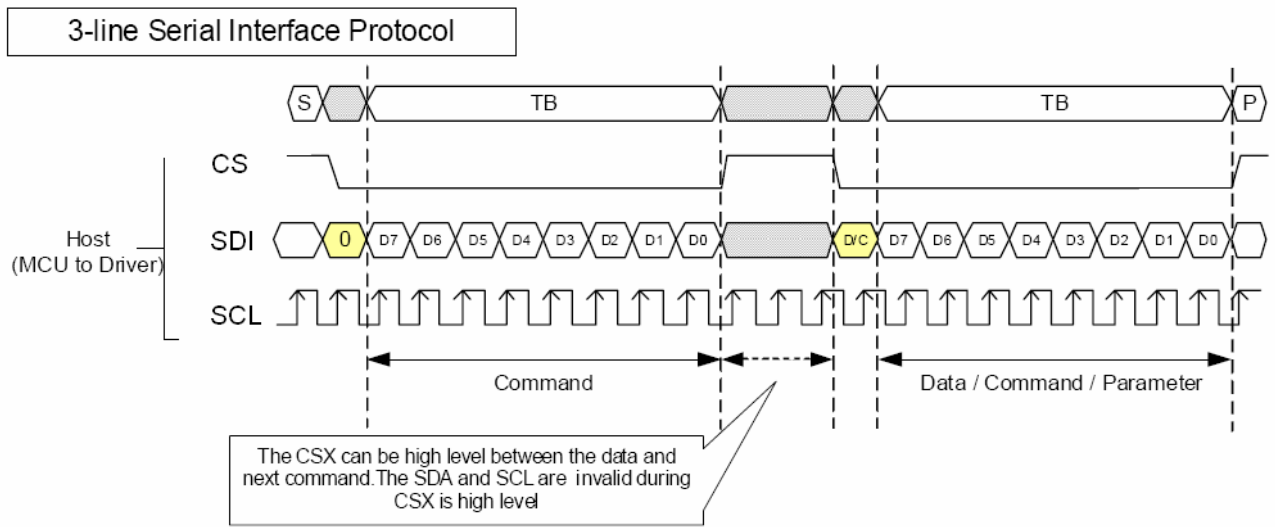 3-line Serial Interface Protocol
S TB TB P
CS
Host
(MCU to Driver)
SDI 0 D7 D6 D5 D4 D3 D2 D1 D0 D/C D7 D6 D5 D4 D3 D2 D1 D0
SCL
Command Data / Command / Parameter
The CSX can be high level between the data and
next command.The SDA and SCL are invalid during
CSX is high level